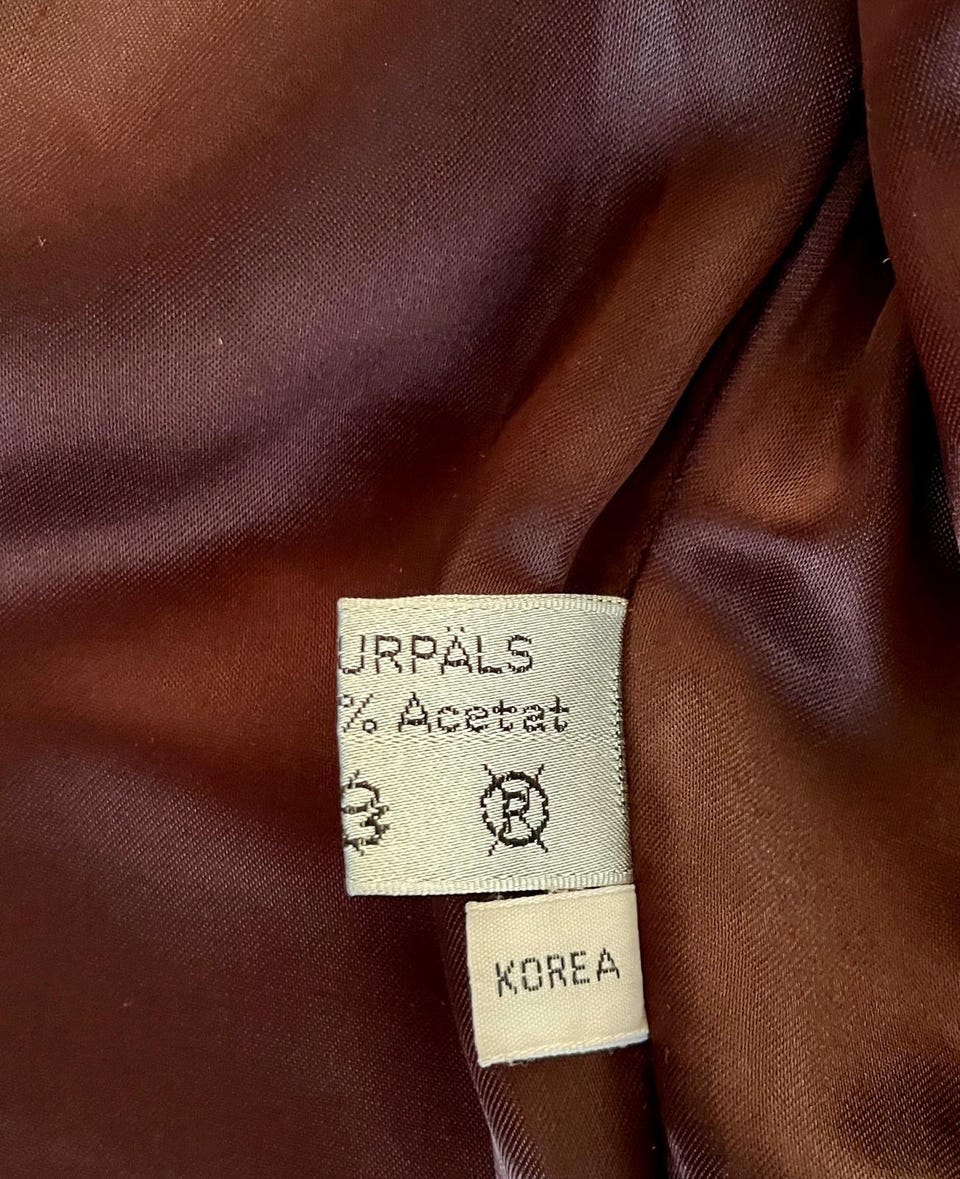 URPÄLS
% Acetat
P
KOREA